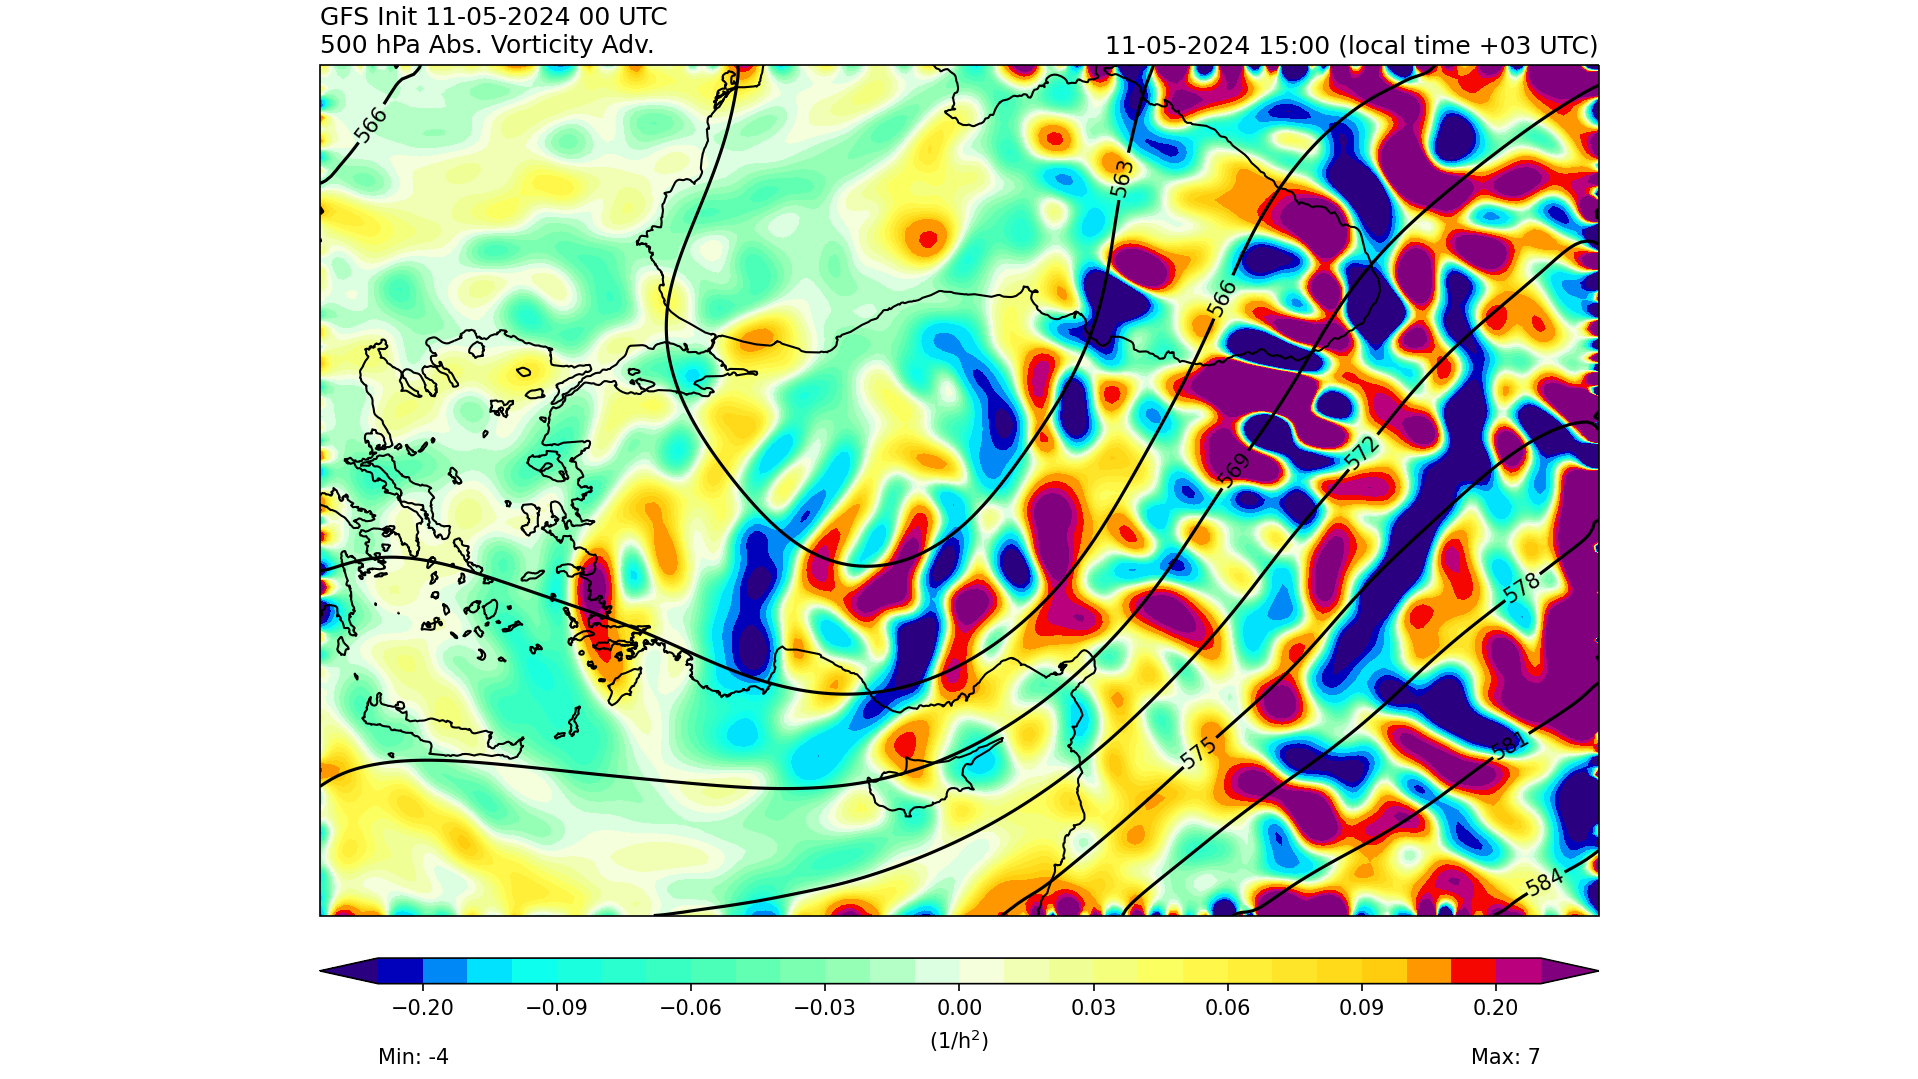 GFS Init 11-05-2024 00 UTC
500 hPa Abs. Vorticity Adv.
11-05-2024 15:00 (local time +03 UTC)
566
563
566
572
569
578
575
581
584
−0.20 −0.09 −0.06 −0.03 0.00 0.03 0.06 0.09 0.20
(1/h²)
Min: -4
Max: 7